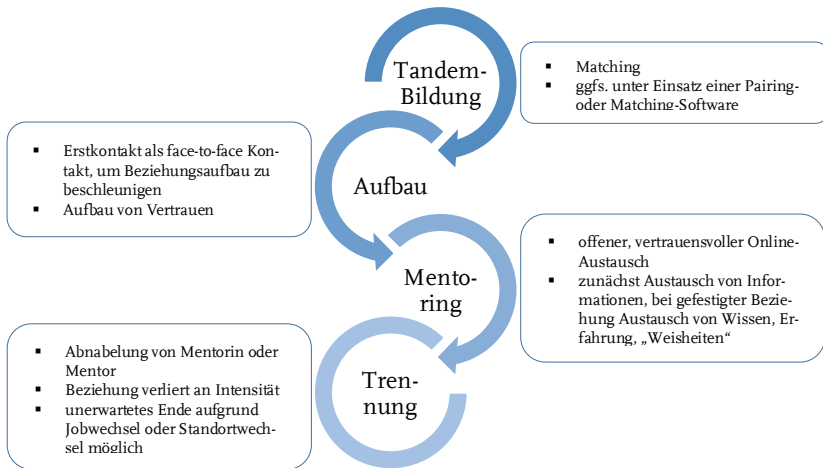 Tandem-
Bildung
▪ Matching
▪ ggfs. unter Einsatz einer Pairing-
oder Matching-Software
Aufbau
▪ Erstkontakt als face-to-face Kon-
takt, um Beziehungsaufbau zu
beschleunigen
▪ Aufbau von Vertrauen
Mento-
ring
▪ offener, vertrauensvoller Online-
Austausch
▪ zunächst Austausch von Infor-
mationen, bei gefestigter Bezie-
hung Austausch von Wissen, Er-
fahrung, „Weisheiten“
Tren-
nung
▪ Abnabelung von Mentorin oder
Mentor
▪ Beziehung verliert an Intensität
▪ unerwartetes Ende aufgrund
Jobwechsel oder Standortwech-
sel möglich